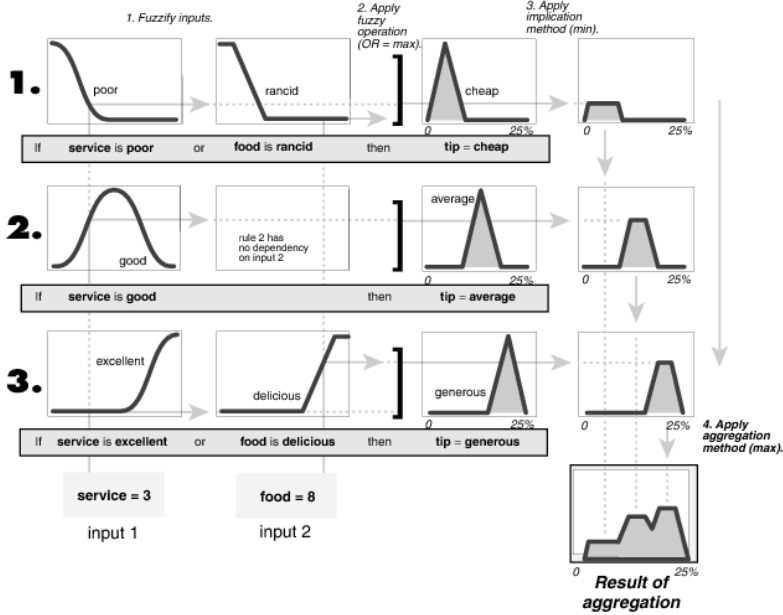 1. Fuzzify inputs.
2. Apply
fuzzy
operation
(OR = max).
3. Apply
implication
method (min).
1.
poor
rancid
cheap
0 25%
0 25%
If service is poor or food is rancid then tip = cheap
2.
good
rule 2 has
no dependency
on input 2
average
0 25%
0 25%
If service is good then tip = average
3.
excellent
delicious
generous
0 25%
0 25%
If service is excellent or food is delicious then tip = generous
4. Apply
aggregation
method (max).
service = 3
food = 8
input 1
input 2
0 25%
Result of
aggregation